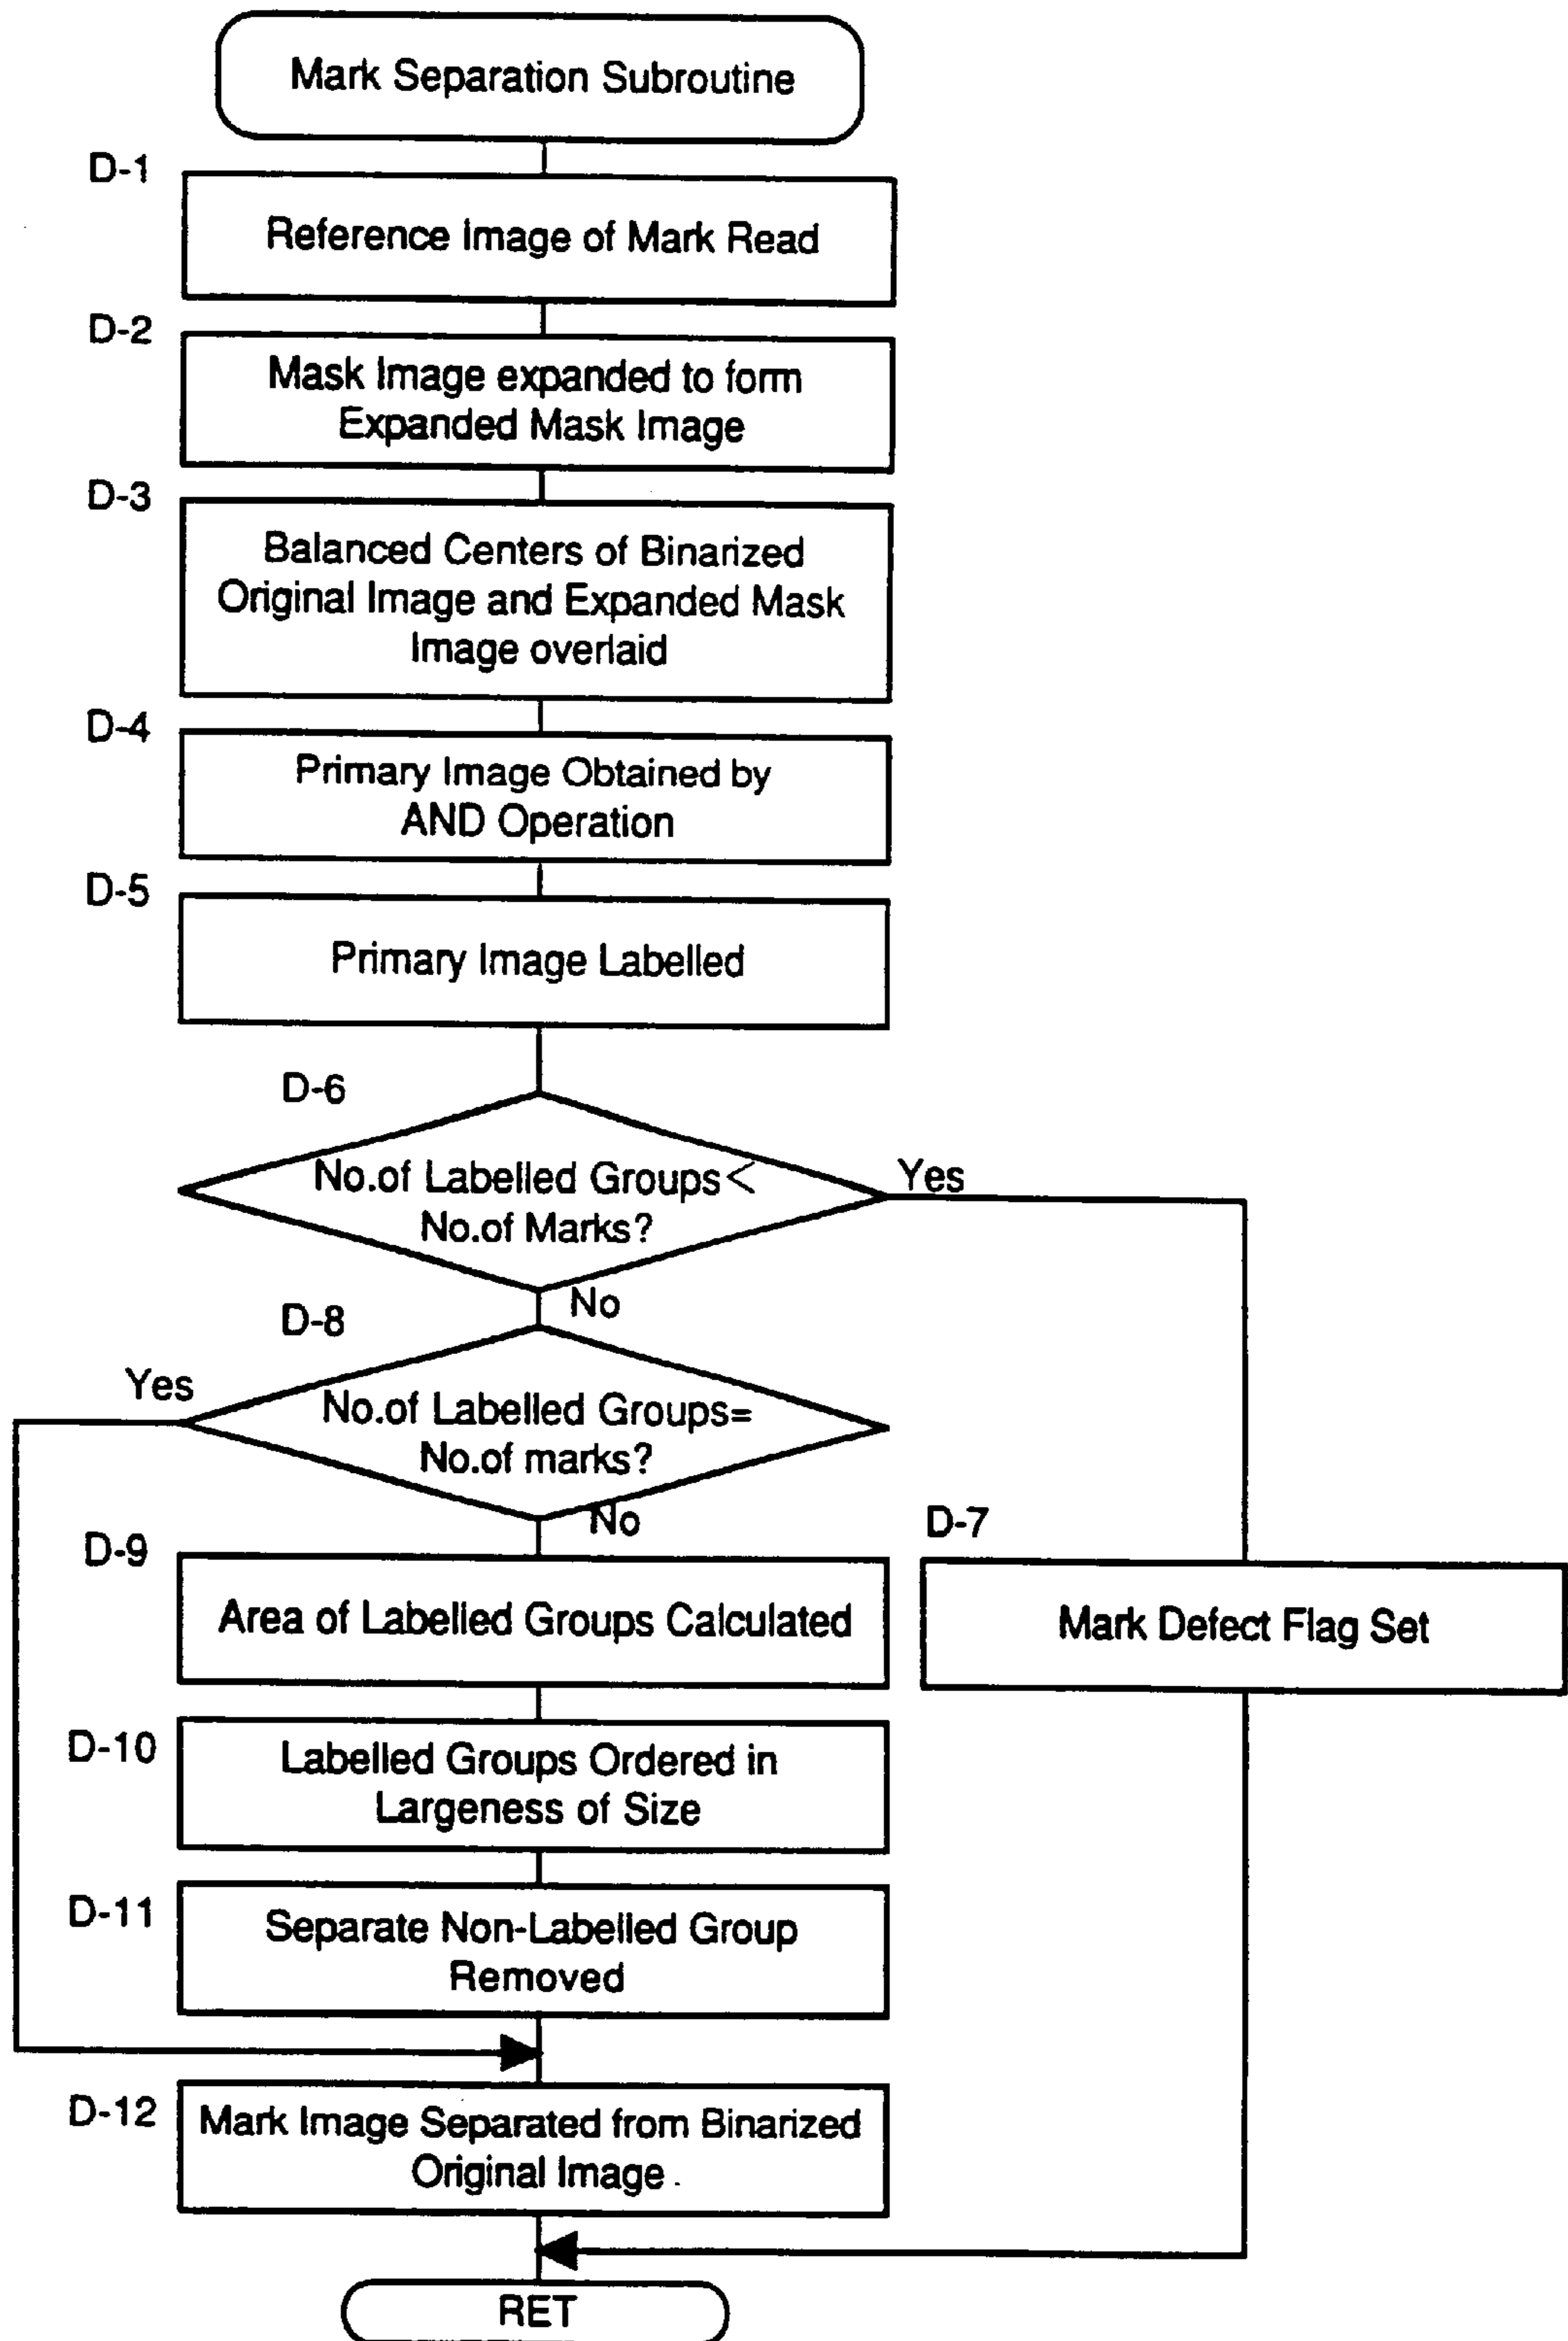 Mark Separation Subroutine
D-1
Reference Image of Mark Read
D-2
Mask Image expanded to form
Expanded Mask Image
D-3
Balanced Centers of Binarized
Original Image and Expanded Mask
Image overlaid
D-4
Primary Image Obtained by
AND Operation
D-5
Primary Image Labelled
D-6
No.of Labelled Groups<
No.of Marks?
Yes
No
D-8
Yes
No.of Labelled Groups=
No.of marks?
No
D-9
Area of Labelled Groups Calculated
D-7
Mark Defect Flag Set
D-10
Labelled Groups Ordered in
Largeness of Size
D-11
Separate Non-Labelled Group
Removed
D-12
Mark Image Separated from Binarized
Original Image
RET